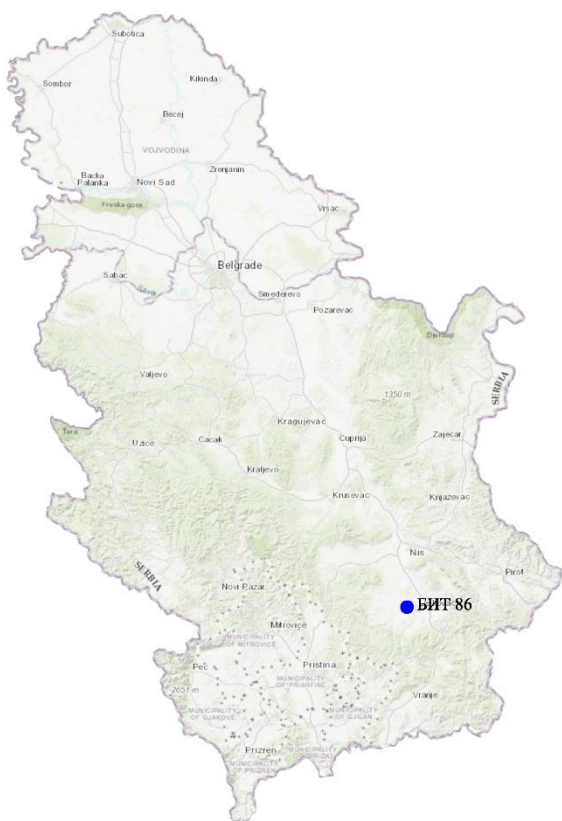 Subotica
Kikinda
Sombor
Becej
VOJVODINA
Zrenjanin
Backa
Palanka
Novi Sad
Fruska gora
Vrsac
Belgrade
Sabac
Sava
Smederevo
Pozarevac
Djerdap
SERBIA
Valjevo
1350 m
Kragujevac
Tara
Uzice
Cacak
Cuprija
Zajecar
Kraljevo
Krusevac
Knjazevac
Nis
Pirot
SERBIA
Novi Pazar
БИТ 86
Mitrovice
MUNICIPALITY
OF MITROVICE
Pec
Pristina
2651 m
MUNICIPALITY
OF PRISHTINE
Vranje
MUNICIPALITY
OF GJAKOVE
MUNICIPALITY
OF GJILAN
Prizren
MUNICIPALITY
OF PRIZREN